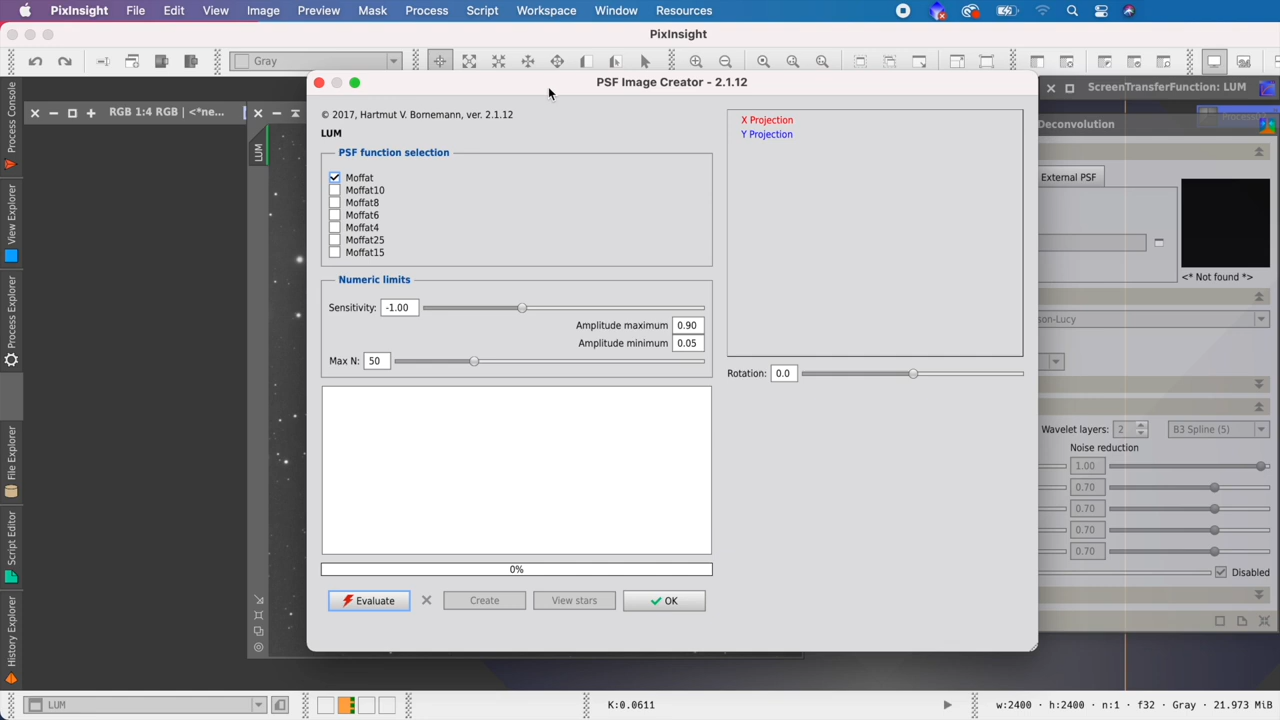 PixInsight File Edit View Image Preview Mask Process Script Workspace Window Resources
PixInsight
Gray
PSF Image Creator - 2.1.12
ScreenTransferFunction: LUM
RGB 1:4 RGB | <*ne...
Deconvolution
© 2017, Hartmut V. Bornemann, ver. 2.1.12
LUM
PSF function selection
Moffat
Moffat10
Moffat8
Moffat6
Moffat4
Moffat25
Moffat15
Numeric limits
Sensitivity: -1.00
Amplitude maximum 0.90
Amplitude minimum 0.05
Max N: 50
0%
Evaluate Create View stars OK
X Projection
Y Projection
Rotation: 0.0
External PSF
<* Not found *>
son-Lucy
Wavelet layers: 2 B3 Spline (5)
Noise reduction
1.00
0.70
0.70
0.70
0.70
Disabled
Process Console
View Explorer
Process Explorer
File Explorer
Script Editor
History Explorer
LUM
LUM
K:0.0611
w:2400 · h:2400 · n:1 · f32 · Gray · 21.973 MiB